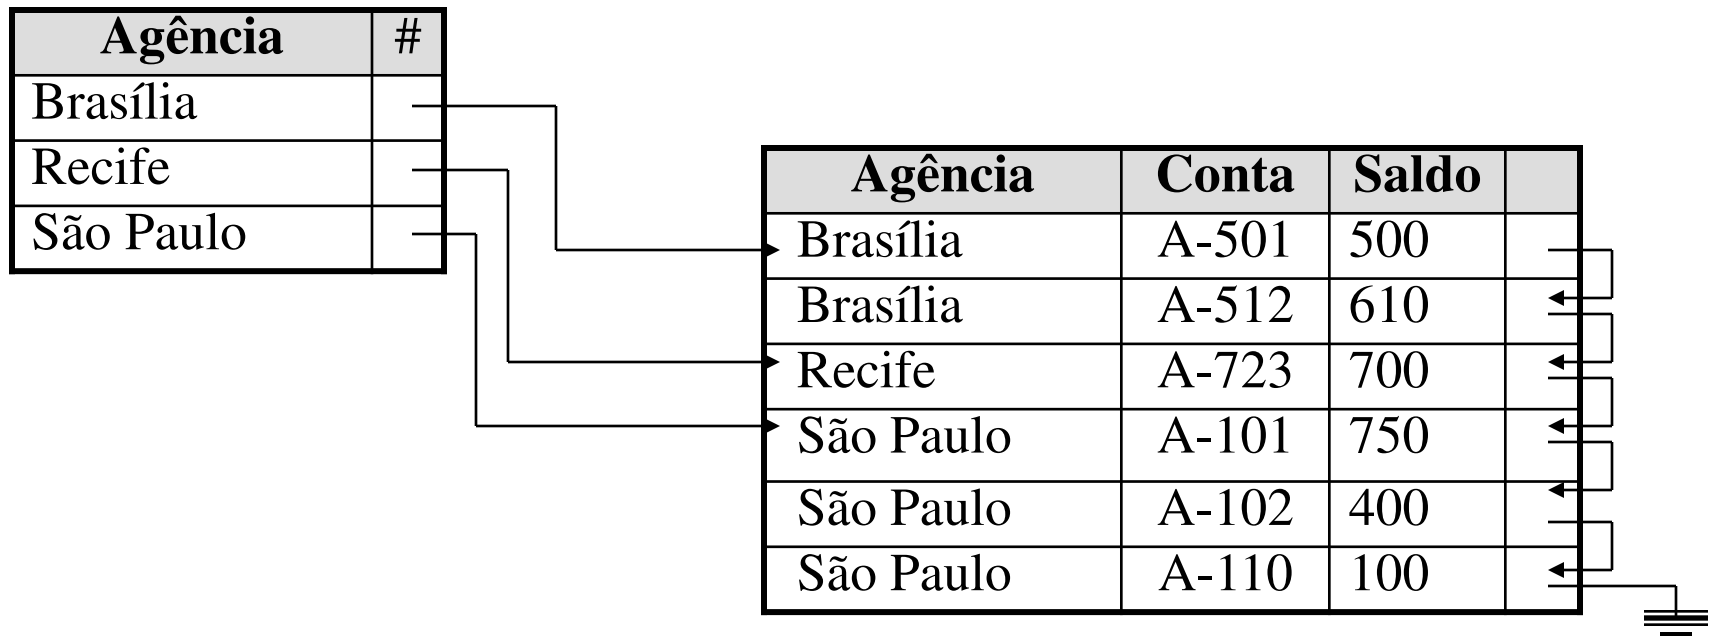 Agência #
Brasília
Recife
São Paulo
Agência Conta Saldo
Brasília A-501 500
Brasília A-512 610
Recife A-723 700
São Paulo A-101 750
São Paulo A-102 400
São Paulo A-110 100